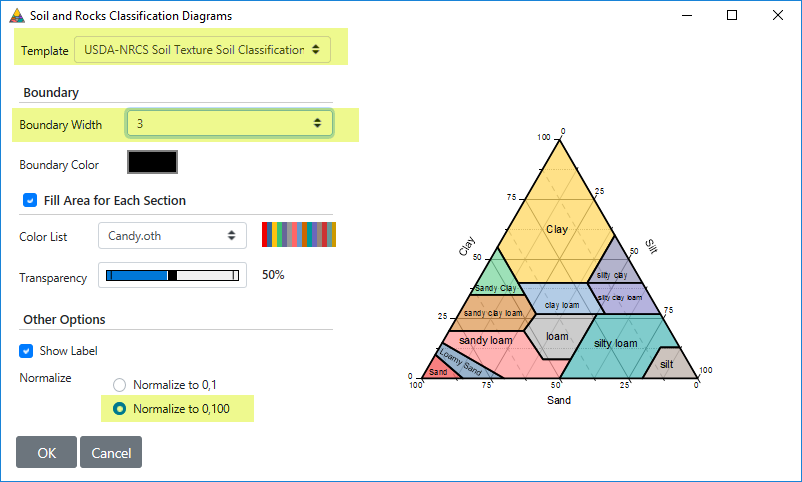 Soil and Rocks Classification Diagrams
Template USDA-NRCS Soil Texture Soil Classification
Boundary
Boundary Width 3
Boundary Color
Fill Area for Each Section
Color List Candy.oth
Transparency 50%
Other Options
Show Label
Normalize
Normalize to 0,1
Normalize to 0,100
OK Cancel
100 0
75 25
Clay
Clay Silt
50 50
silty clay
Sandy Clay silty clay loam
clay loam
25 sandy clay loam 75
sandy loam loam silty loam
Loamy Sand silt
Sand
0 100
100 75 50 25 0
Sand